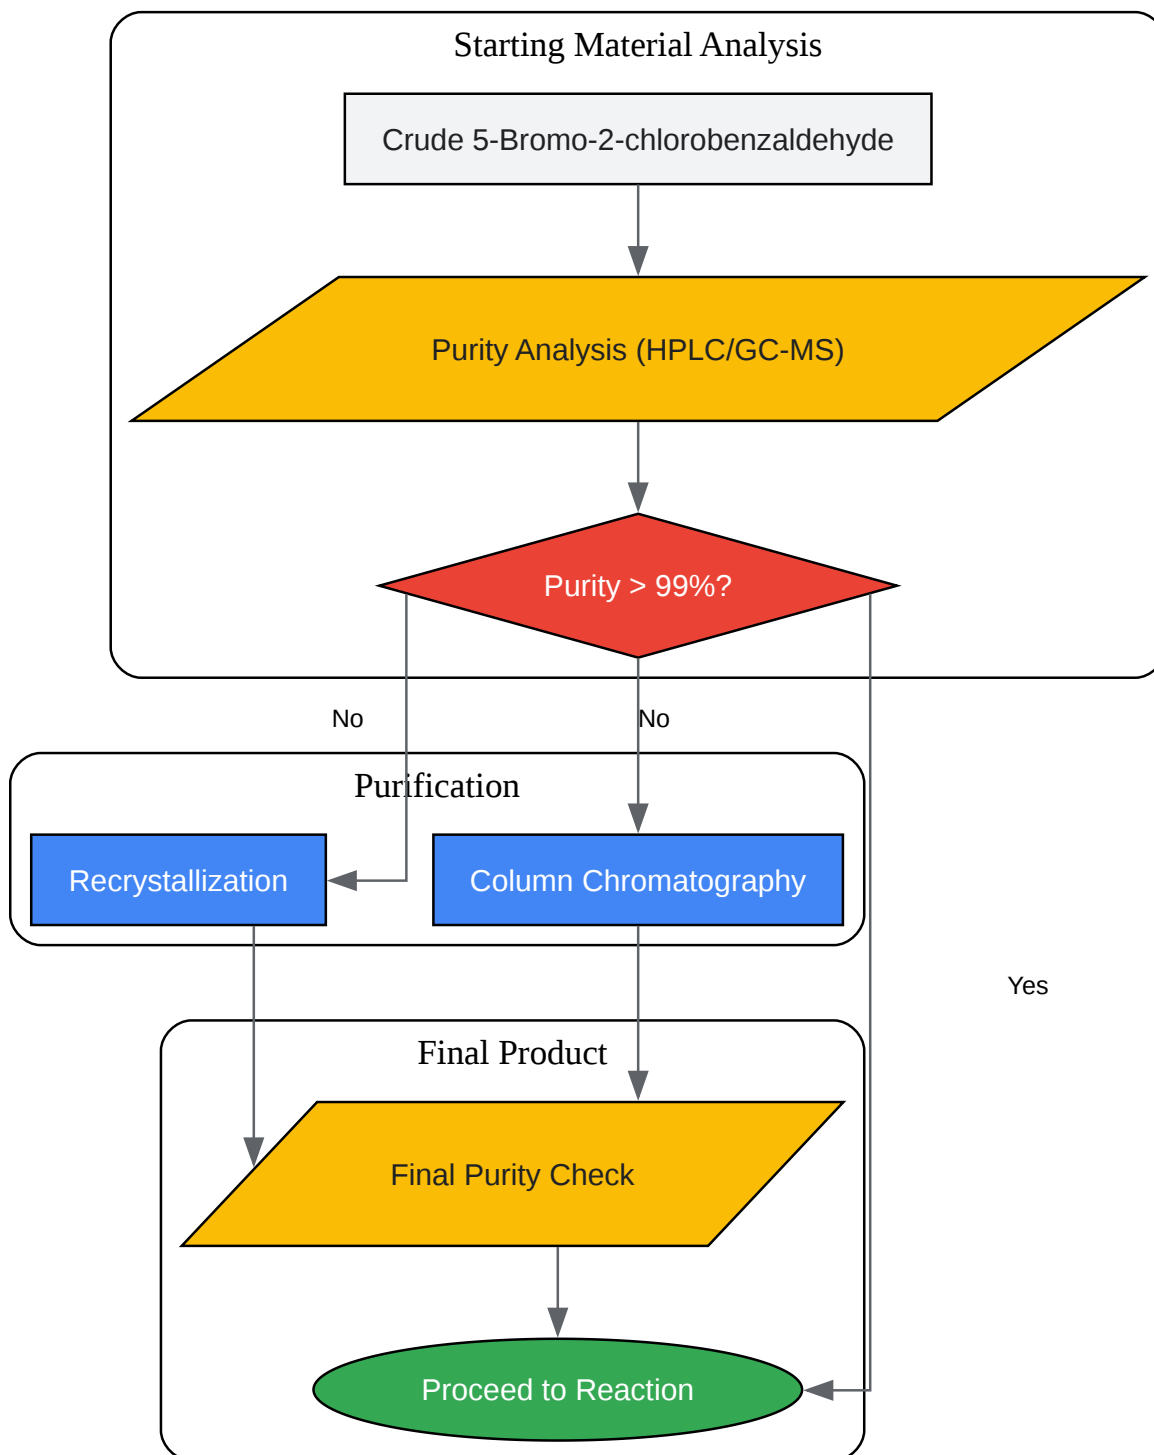 Starting Material Analysis
Crude 5-Bromo-2-chlorobenzaldehyde
Purity Analysis (HPLC/GC-MS)
Purity > 99%?
No
No
Purification
Recrystallization
Column Chromatography
Yes
Final Product
Final Purity Check
Proceed to Reaction